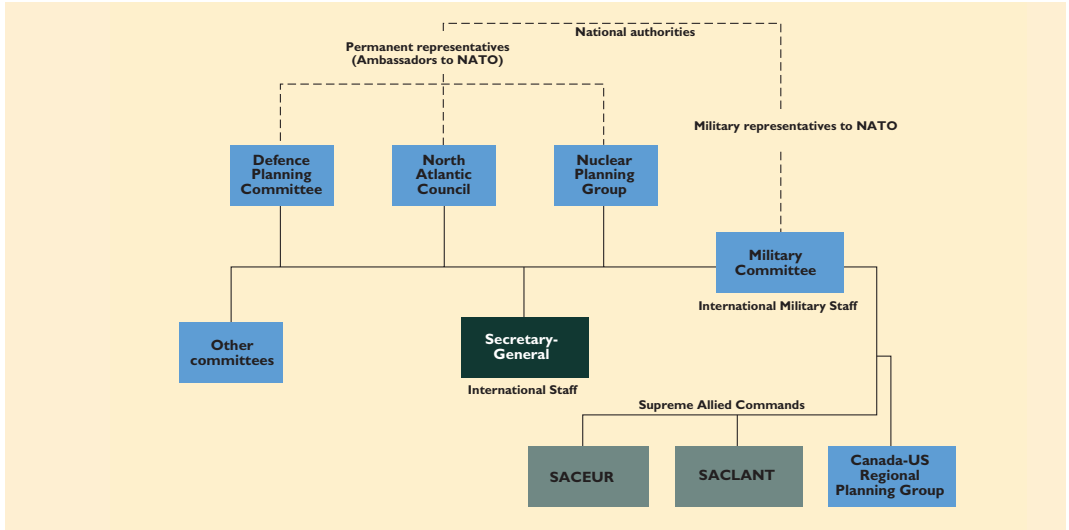 National authorities
Permanent representatives
(Ambassadors to NATO)
Military representatives to NATO
Defence
Planning
Committee
North
Atlantic
Council
Nuclear
Planning
Group
Military
Committee
International Military Staff
Other
committees
Secretary-
General
International Staff
Supreme Allied Commands
SACEUR
SACLANT
Canada-US
Regional
Planning Group